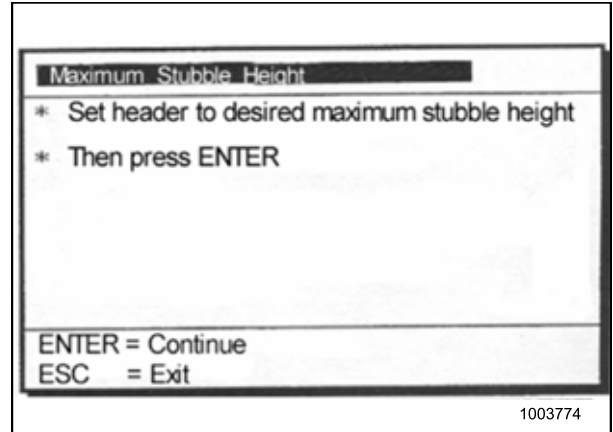 Maximum Stubble Height
* Set header to desired maximum stubble height
* Then press ENTER
ENTER = Continue
ESC = Exit
1003774